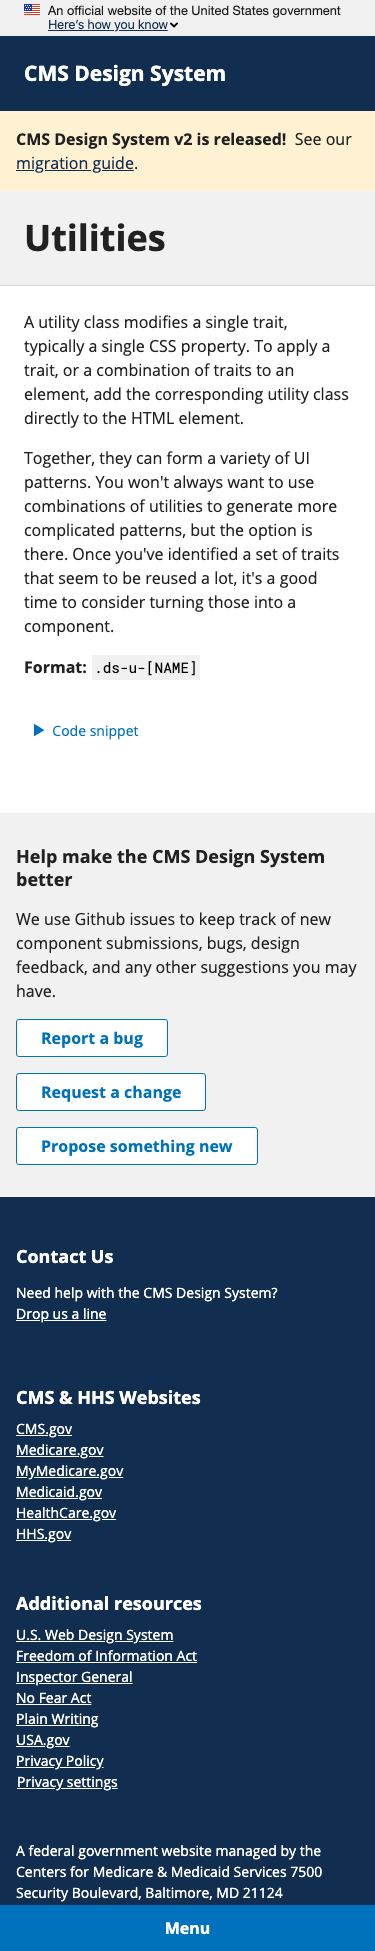 An official website of the United States government
Here's how you know
CMS Design System
CMS Design System v2 is released! See our
migration guide.
Utilities
A utility class modifies a single trait,
typically a single CSS property. To apply a
trait, or a combination of traits to an
element, add the corresponding utility class
directly to the HTML element.
Together, they can form a variety of UI
patterns. You won't always want to use
combinations of utilities to generate more
complicated patterns, but the option is
there. Once you've identified a set of traits
that seem to be reused a lot, it's a good
time to consider turning those into a
component.
Format: .ds-u-[NAME]
Code snippet
Help make the CMS Design System
better
We use Github issues to keep track of new
component submissions, bugs, design
feedback, and any other suggestions you may
have.
Report a bug
Request a change
Propose something new
Contact Us
Need help with the CMS Design System?
Drop us a line
CMS & HHS Websites
CMS.gov
Medicare.gov
MyMedicare.gov
Medicaid.gov
HealthCare.gov
HHS.gov
Additional resources
U.S. Web Design System
Freedom of Information Act
Inspector General
No Fear Act
Plain Writing
USA.gov
Privacy Policy
Privacy settings
A federal government website managed by the
Centers for Medicare & Medicaid Services 7500
Security Boulevard, Baltimore, MD 21124
Menu